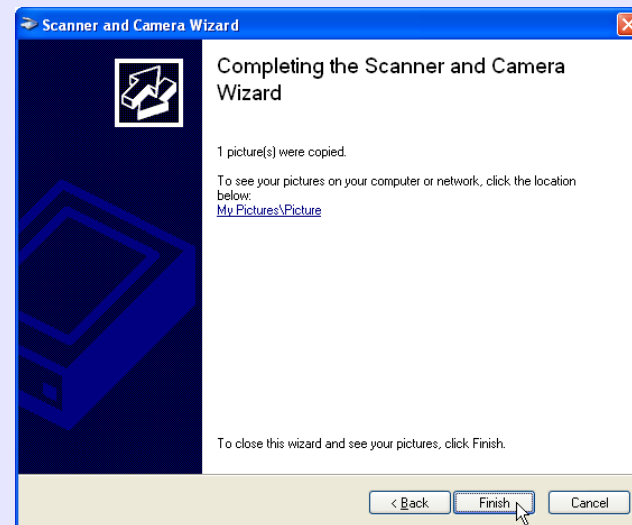 Scanner and Camera Wizard
Completing the Scanner and Camera
Wizard
1 picture(s) were copied.
To see your pictures on your computer or network, click the location
below:
My Pictures\Picture
To close this wizard and see your pictures, click Finish.
< Back Finish Cancel